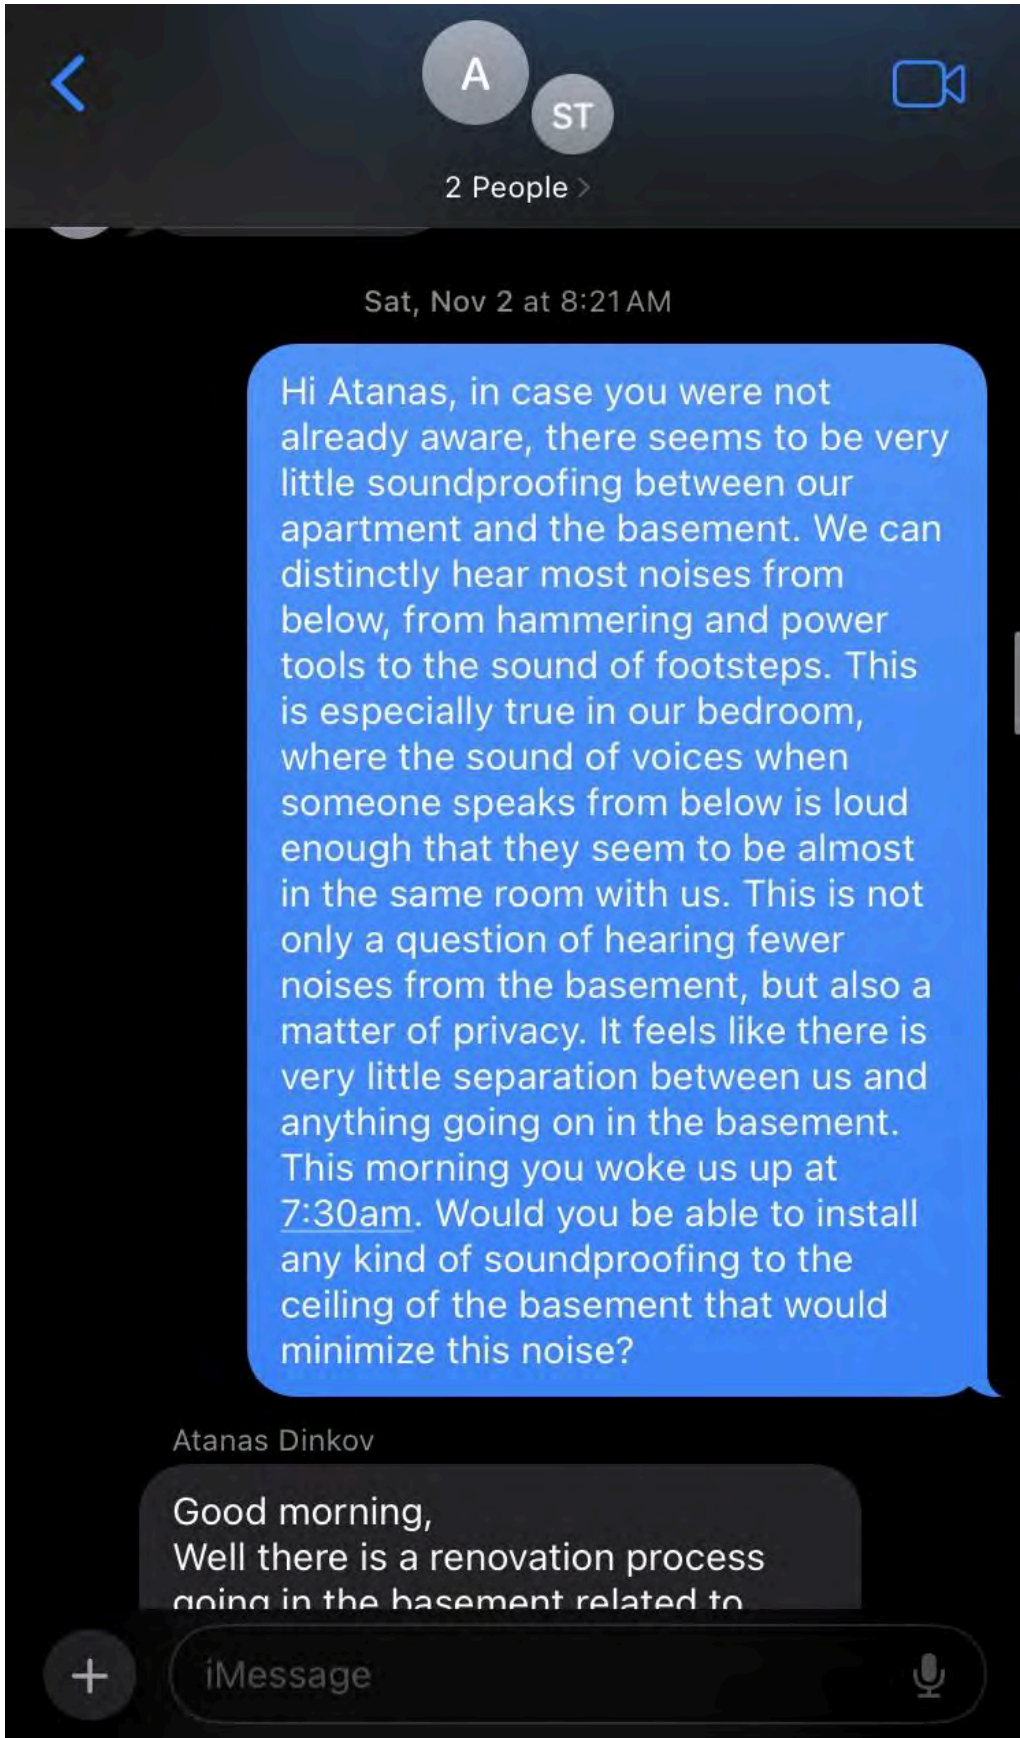 A
ST
2 People >
Sat, Nov 2 at 8:21 AM
Hi Atanas, in case you were not
already aware, there seems to be very
little soundproofing between our
apartment and the basement. We can
distinctly hear most noises from
below, from hammering and power
tools to the sound of footsteps. This
is especially true in our bedroom,
where the sound of voices when
someone speaks from below is loud
enough that they seem to be almost
in the same room with us. This is not
only a question of hearing fewer
noises from the basement, but also a
matter of privacy. It feels like there is
very little separation between us and
anything going on in the basement.
This morning you woke us up at
7:30am. Would you be able to install
any kind of soundproofing to the
ceiling of the basement that would
minimize this noise?
Atanas Dinkov
Good morning,
Well there is a renovation process
going in the basement related to
iMessage